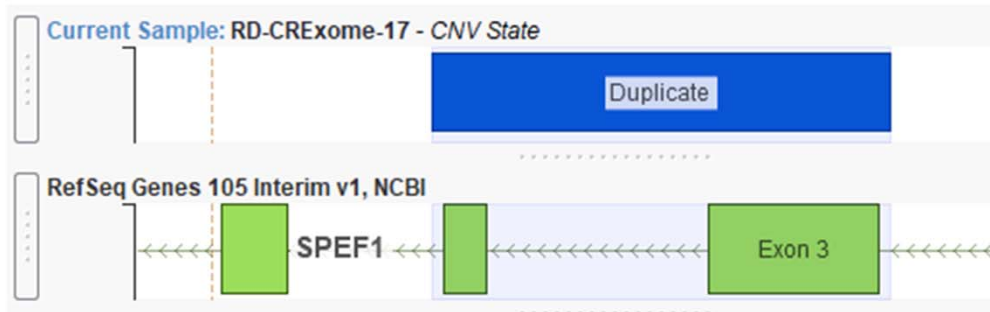 Current Sample: RD-CRExome-17 - CNV State
Duplicate
RefSeq Genes 105 Interim v1, NCBI
SPEF1
Exon 3